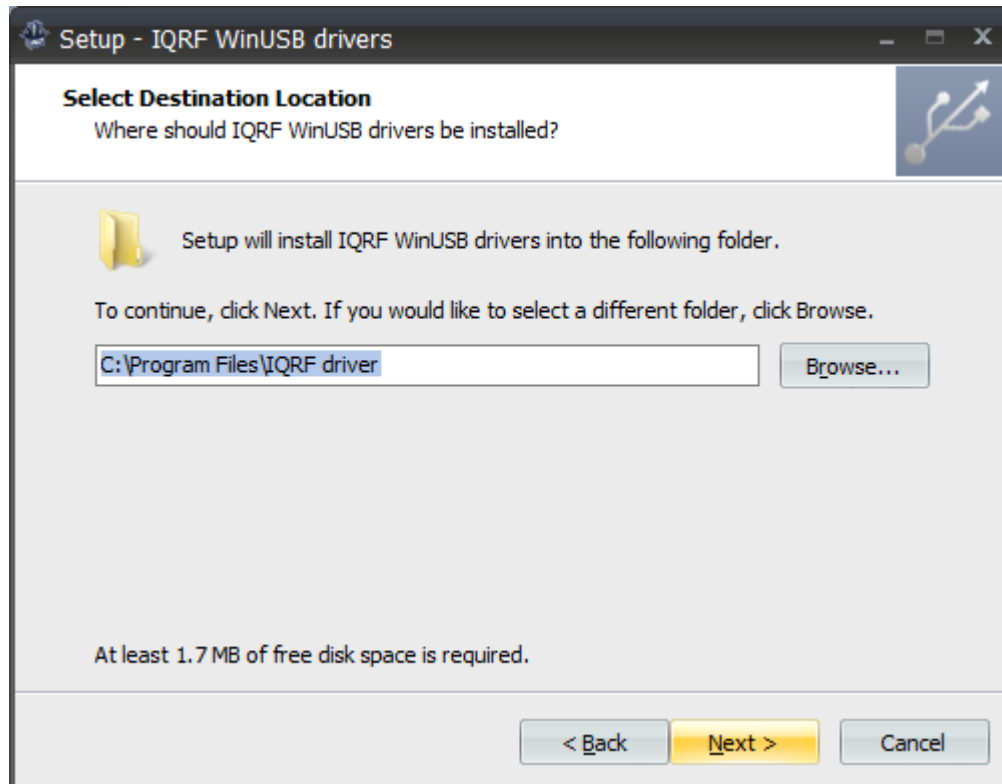 Setup - IQRF WinUSB drivers
Select Destination Location
Where should IQRF WinUSB drivers be installed?
Setup will install IQRF WinUSB drivers into the following folder.
To continue, click Next. If you would like to select a different folder, click Browse.
C:\Program Files\IQRF driver
Browse...
At least 1.7 MB of free disk space is required.
< Back
Next >
Cancel